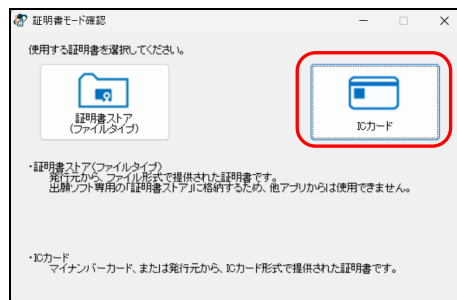 証明書モード確認
使用する証明書を選択してください。
証明書ストア
(ファイルタイプ)
ICカード
・証明書ストア(ファイルタイプ)
発行元から、ファイル形式で提供された証明書です。
出願ソフト専用の「証明書ストア」に格納するため、他アプリからは使用できません。
・ICカード
マイナンバーカード、または発行元から、ICカード形式で提供された証明書です。